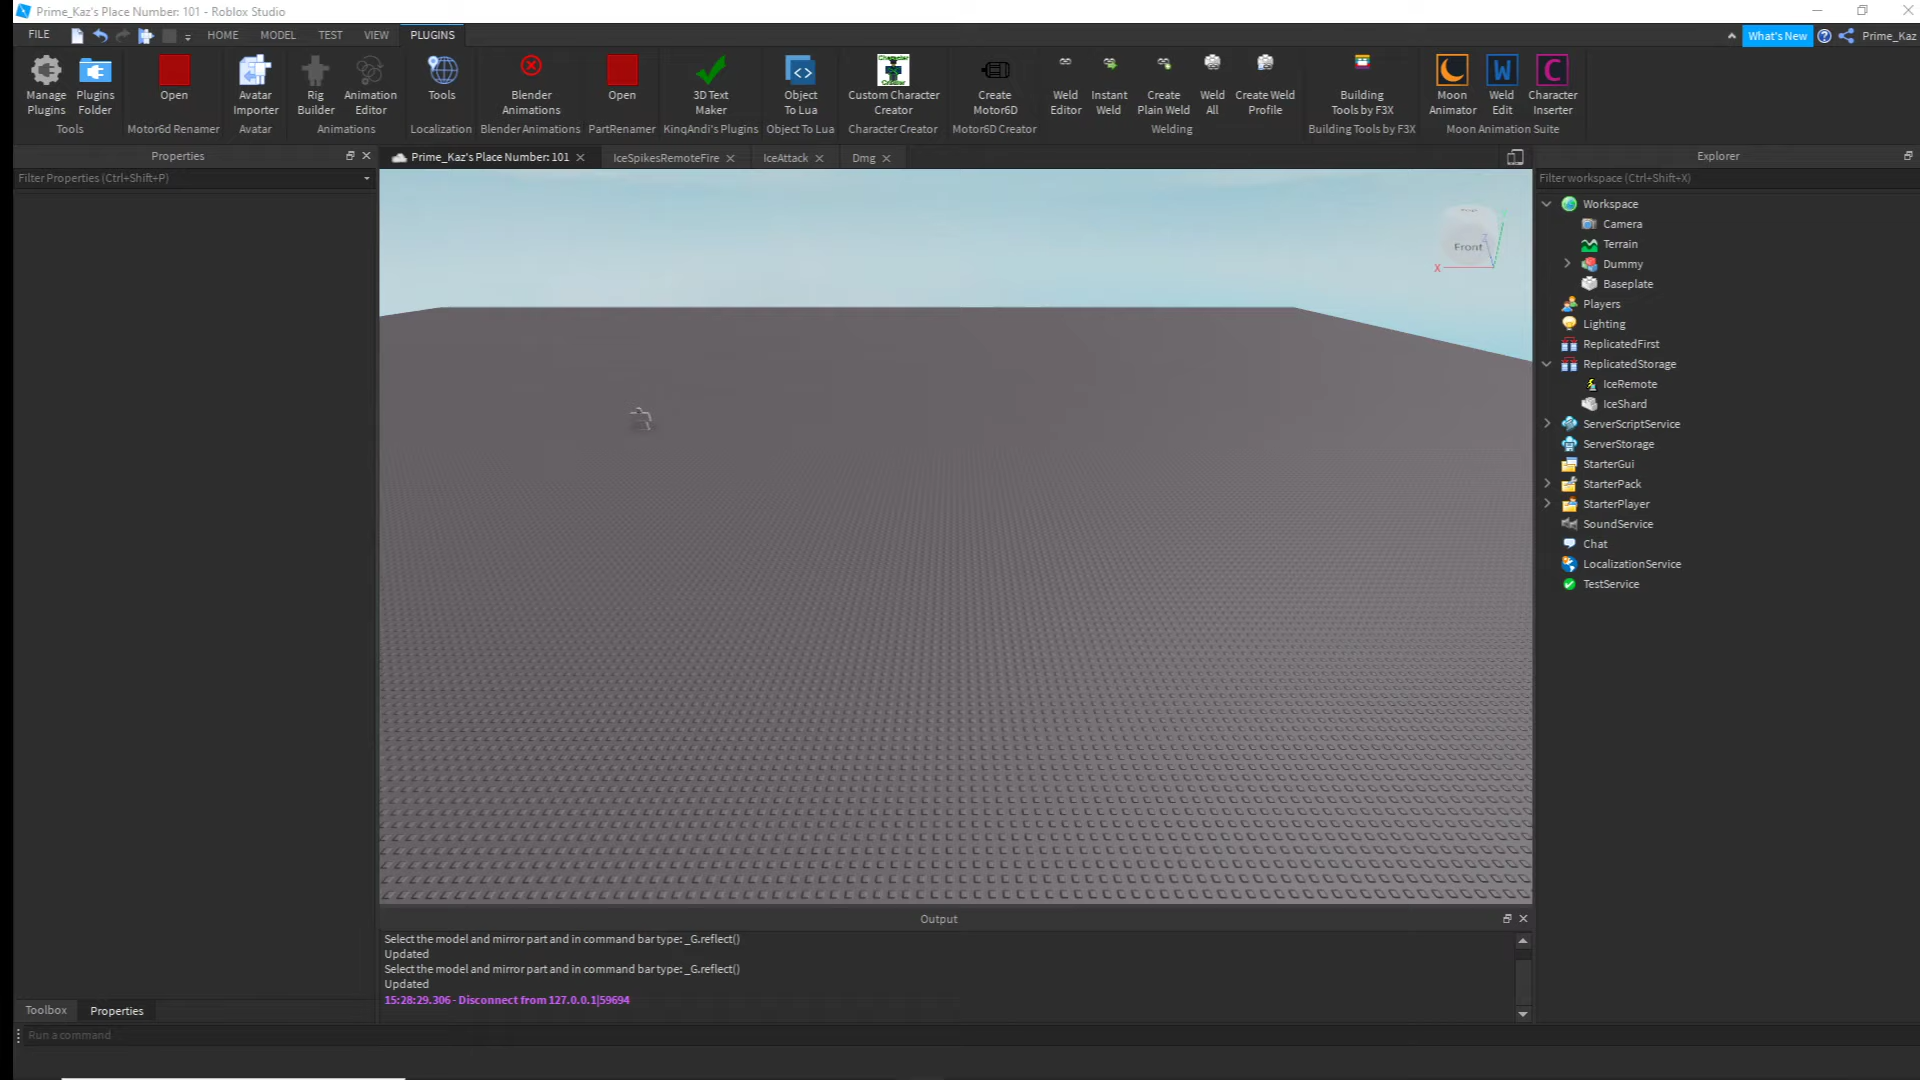 Prime_Kaz's Place Number: 101 - Roblox Studio
FILE HOME MODEL TEST VIEW PLUGINS What's New Prime_Kaz
Manage Plugins
Plugins Folder
Tools
Open
Motor6d Renamer
Avatar Importer
Avatar
Rig Builder
Animation Editor
Animations
Tools
Localization
Blender Animations
Blender Animations
Open
PartRenamer
3D Text Maker
KinqAndi's Plugins
Object To Lua
Object To Lua
Custom Character Creator
Character Creator
Create Motor6D
Motor6D Creator
Weld Editor
Instant Weld
Create Plain Weld
Weld All
Create Weld Profile
Welding
Building Tools by F3X
Building Tools by F3X
Moon Animator
Weld Edit
Character Inserter
Moon Animation Suite
Properties
Filter Properties (Ctrl+Shift+P)
Prime_Kaz's Place Number: 101 IceSpikesRemoteFire IceAttack Dmg
Front
X
Z
Explorer
Filter workspace (Ctrl+Shift+X)
Workspace
Camera
Terrain
Dummy
Baseplate
Players
Lighting
ReplicatedFirst
ReplicatedStorage
IceRemote
IceShard
ServerScriptService
ServerStorage
StarterGui
StarterPack
StarterPlayer
SoundService
Chat
LocalizationService
TestService
Output
Select the model and mirror part and in command bar type: _G.reflect()
Updated
Select the model and mirror part and in command bar type: _G.reflect()
Updated
15:28:29.306 - Disconnect from 127.0.0.1|59694
Toolbox Properties
Run a command